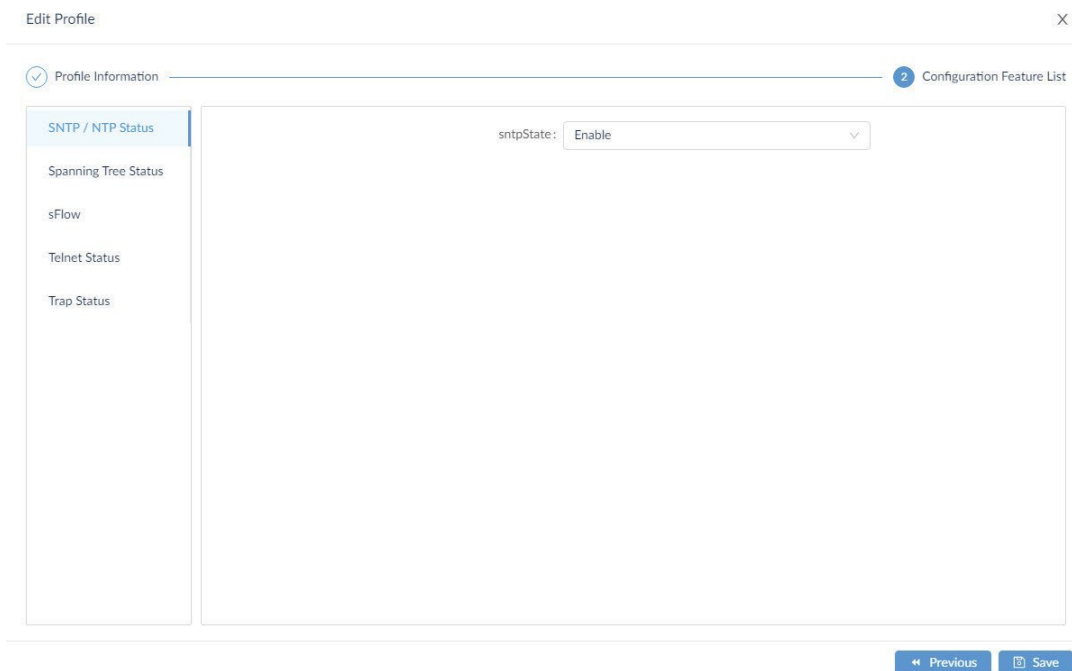 Edit Profile
X
Profile Information
2 Configuration Feature List
SNTP / NTP Status
Spanning Tree Status
sFlow
Telnet Status
Trap Status
sntpState: Enable
Previous
Save